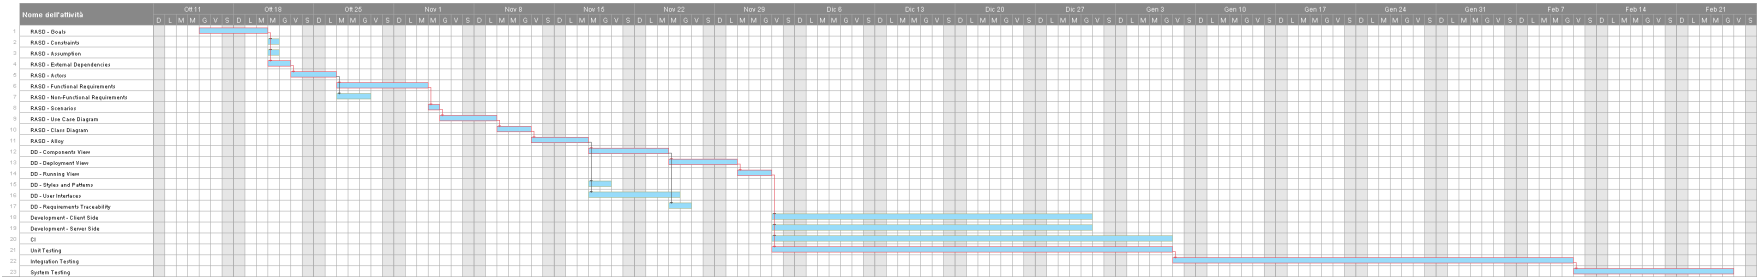 Nome dell'attività
Ott 11 Ott 18 Ott 25 Nov 1 Nov 8 Nov 15 Nov 22 Nov 29 Dic 6 Dic 13 Dic 20 Dic 27 Gen 3 Gen 10 Gen 17 Gen 24 Gen 31 Feb 7 Feb 14 Feb 21
D L M M G V S D L M M G V S D L M M G V S D L M M G V S D L M M G V S D L M M G V S D L M M G V S D L M M G V S D L M M G V S D L M M G V S D L M M G V S D L M M G V S D L M M G V S D L M M G V S D L M M G V S D L M M G V S D L M M G V S D L M M G V S D L M M G V S D L M M G V S
1 RASD - Goals
2 RASD - Constraints
3 RASD - Assumption
4 RASD - External Dependencies
5 RASD - Actors
6 RASD - Functional Requirements
7 RASD - Non-Functional Requirements
8 RASD - Scenarios
9 RASD - Use Case Diagram
10 RASD - Class Diagram
11 RASD - Alloy
12 DD - Components View
13 DD - Deployment View
14 DD - Running View
15 DD - Styles and Patterns
16 DD - User Interfaces
17 DD - Requirements Traceability
18 Development - Client Side
19 Development - Server Side
20 CI
21 Unit Testing
22 Integration Testing
23 System Testing